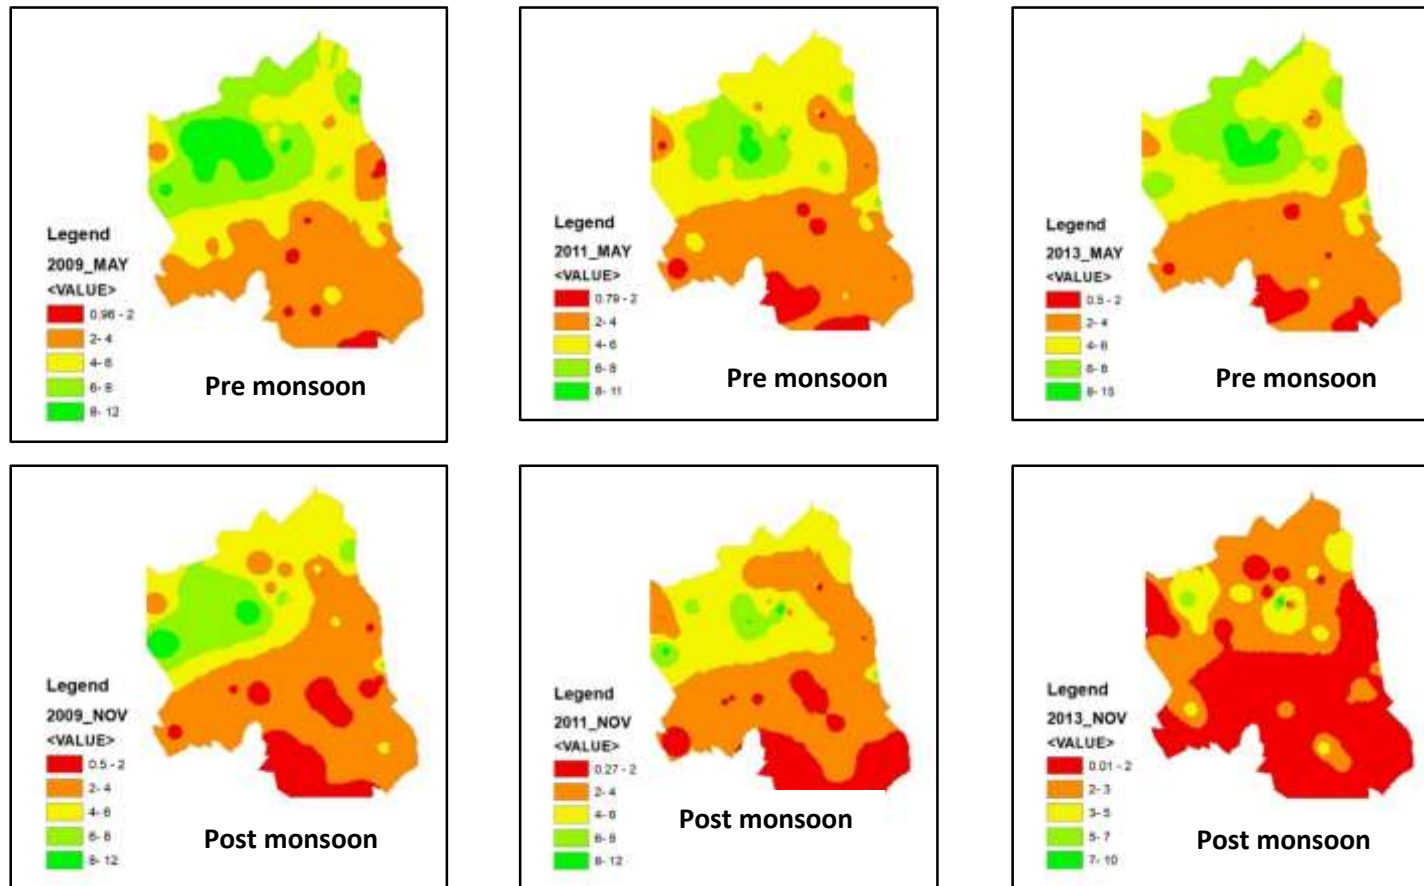 Legend
2009_MAY
<VALUE>
0.96 - 2
2- 4
4- 6
6- 8
8- 12
Pre monsoon
Legend
2011_MAY
<VALUE>
0.79 - 2
2- 4
4- 6
6- 8
8- 11
Pre monsoon
Legend
2013_MAY
<VALUE>
0.5 - 2
2- 4
4- 6
6- 8
8- 15
Pre monsoon
Legend
2009_NOV
<VALUE>
0.5 - 2
2- 4
4- 6
6- 8
8- 12
Post monsoon
Legend
2011_NOV
<VALUE>
0.27 - 2
2- 4
4- 6
6- 8
8- 12
Post monsoon
Legend
2013_NOV
<VALUE>
0.01 - 2
2- 3
3- 5
5- 7
7- 10
Post monsoon